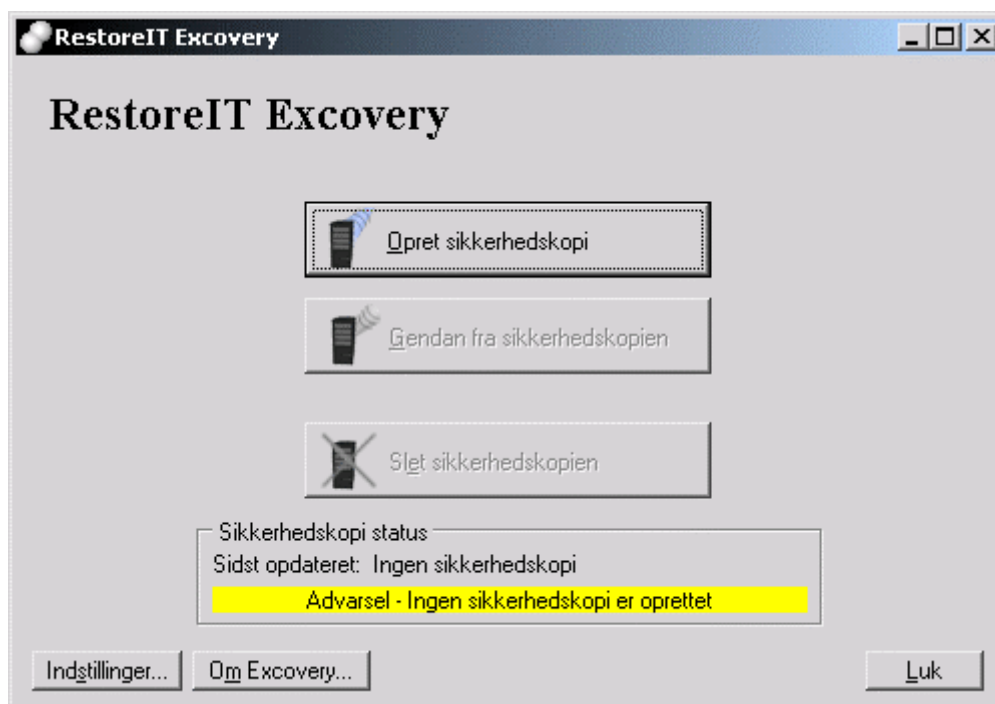 RestoreIT Excovery
RestoreIT Excovery
Opret sikkerhedskopi
Gendan fra sikkerhedskopien
Slet sikkerhedskopien
Sikkerhedskopi status
Sidst opdateret: Ingen sikkerhedskopi
Advarsel - Ingen sikkerhedskopi er oprettet
Indstillinger... Om Excovery... Luk